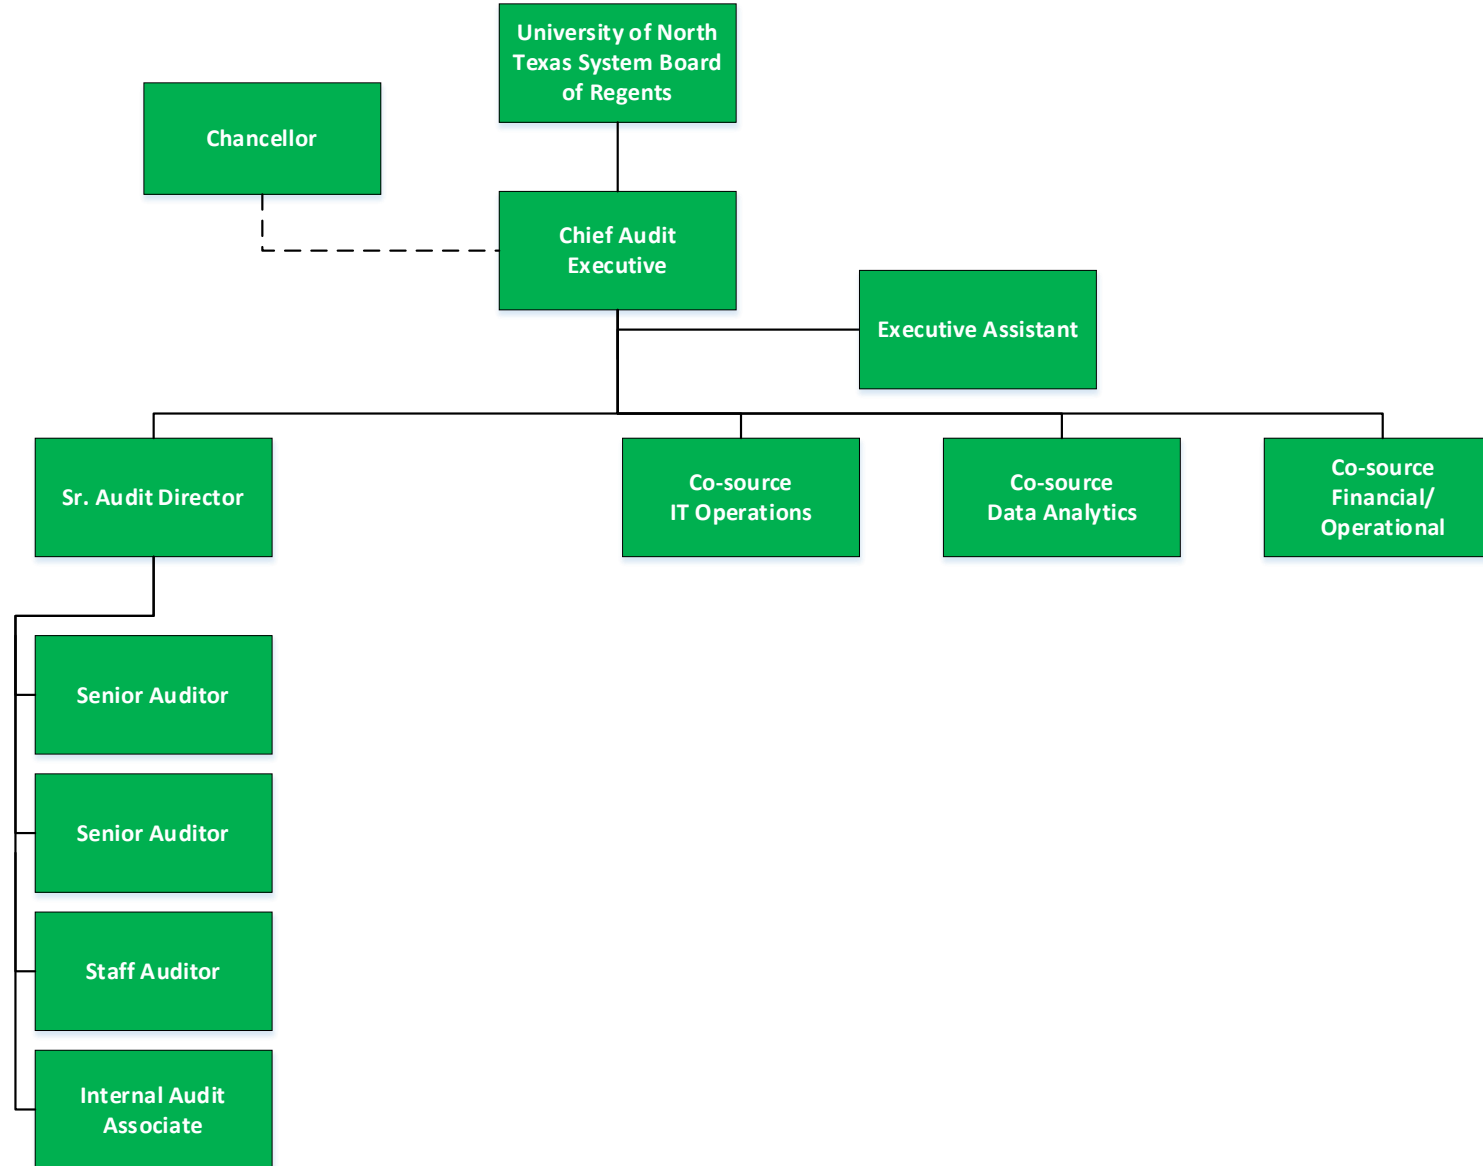 University of North
Texas System Board
of Regents
Chancellor
Chief Audit
Executive
Executive Assistant
Sr. Audit Director
Co-source
IT Operations
Co-source
Data Analytics
Co-source
Financial/
Operational
Senior Auditor
Senior Auditor
Staff Auditor
Internal Audit
Associate